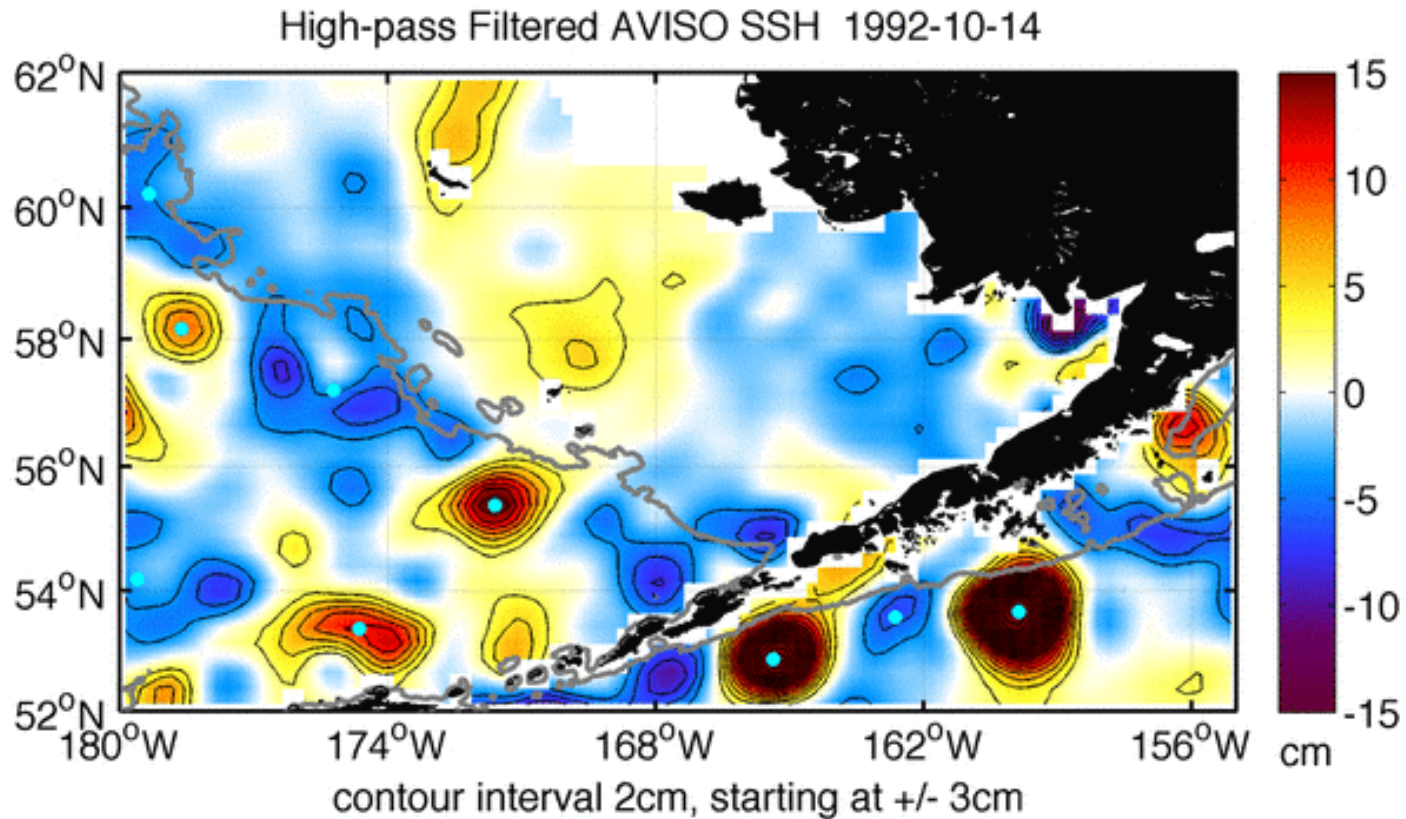 High-pass Filtered AVISO SSH 1992-10-14
62°N
60°N
58°N
56°N
54°N
52°N
180°W
174°W
168°W
162°W
156°W
15
10
5
0
-5
-10
-15
cm
contour interval 2cm, starting at +/- 3cm